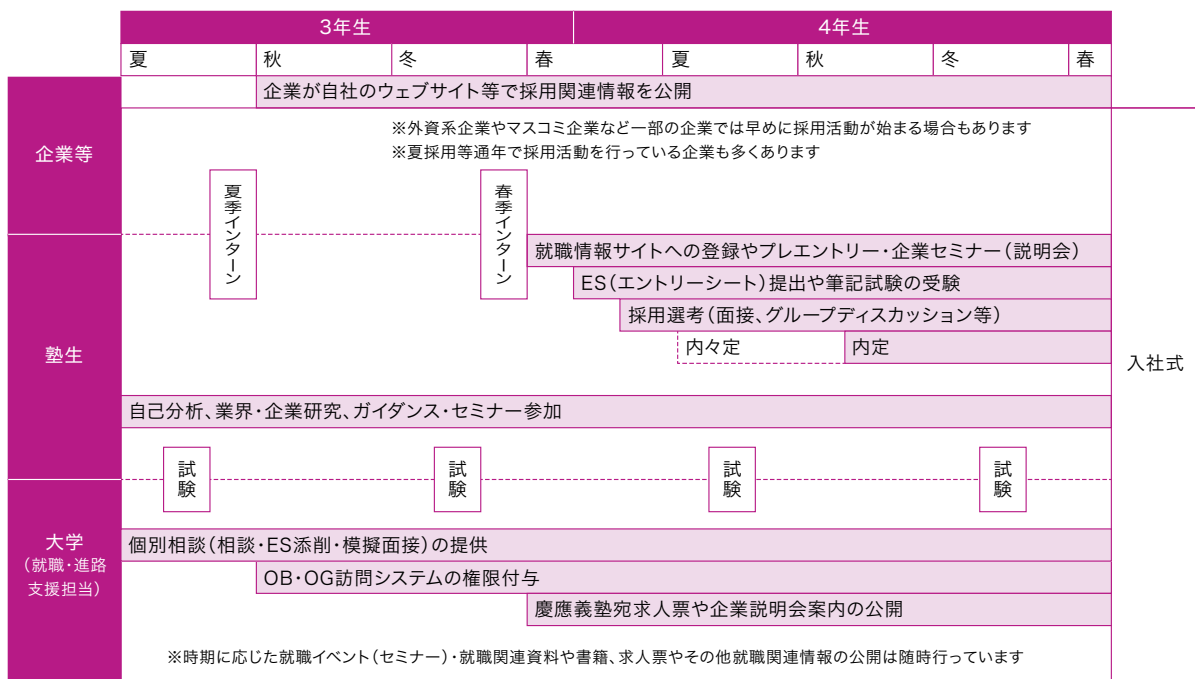 3年生
4年生
夏
秋
冬
春
夏
秋
冬
春
企業等
企業が自社のウェブサイト等で採用関連情報を公開
※外資系企業やマスコミ企業など一部の企業では早めに採用活動が始まる場合もあります
※夏採用等通年で採用活動を行っている企業も多くあります
夏季インターン
春季インターン
塾生
就職情報サイトへの登録やプレエントリー・企業セミナー(説明会)
ES(エントリーシート)提出や筆記試験の受験
採用選考(面接、グループディスカッション等)
内々定
内定
入社式
自己分析、業界・企業研究、ガイダンス・セミナー参加
試験
試験
試験
試験
大学
(就職・進路
支援担当)
個別相談(相談・ES添削・模擬面接)の提供
OB・OG訪問システムの権限付与
慶應義塾宛求人票や企業説明会案内の公開
※時期に応じた就職イベント(セミナー)・就職関連資料や書籍、求人票やその他就職関連情報の公開は随時行っています